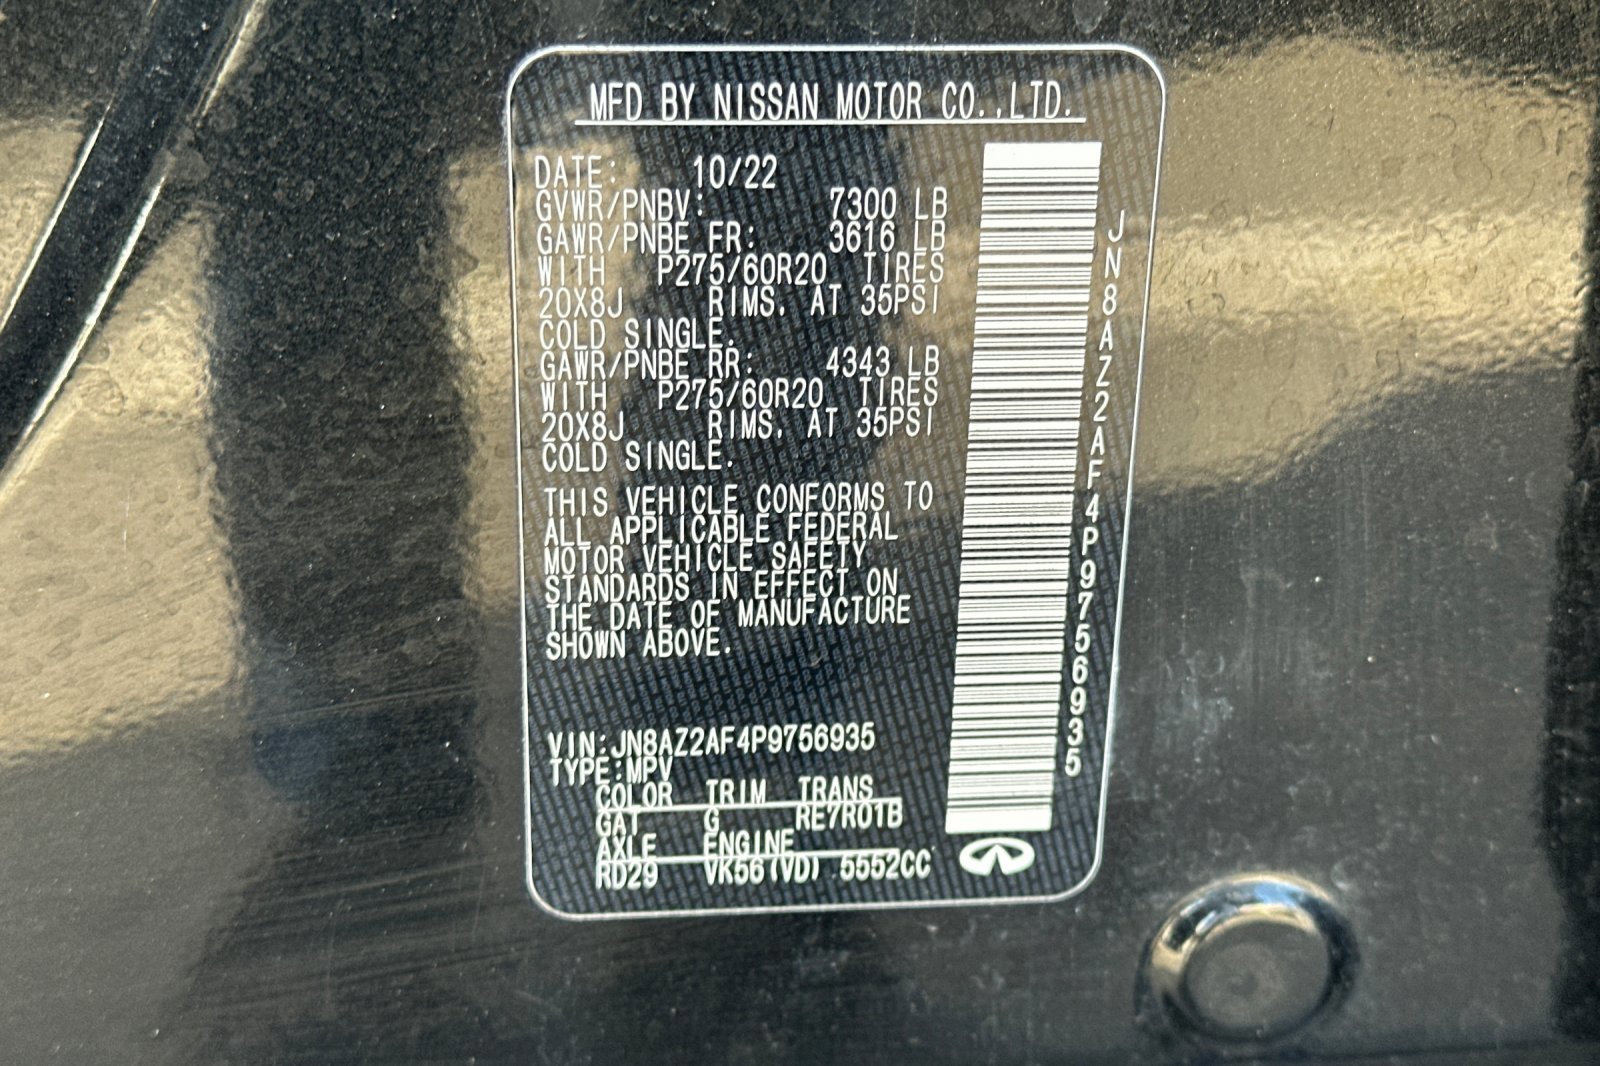 MFD BY NISSAN MOTOR CO.,LTD.
DATE: 10/22
GVWR/PNBV: 7300 LB
GAWR/PNBE FR: 3616 LB
WITH P275/60R20 TIRES
20X8J RIMS. AT 35PSI
COLD SINGLE.
GAWR/PNBE RR: 4343 LB
WITH P275/60R20 TIRES
20X8J RIMS. AT 35PSI
COLD SINGLE.
THIS VEHICLE CONFORMS TO
ALL APPLICABLE FEDERAL
MOTOR VEHICLE SAFETY
STANDARDS IN EFFECT ON
THE DATE OF MANUFACTURE
SHOWN ABOVE.
VIN:JN8AZ2AF4P9756935
TYPE:MPV
COLOR TRIM TRANS
GAT G RE7R01B
AXLE ENGINE
RD29 VK56(VD) 5552CC
JN8AZ2AF4P9756935